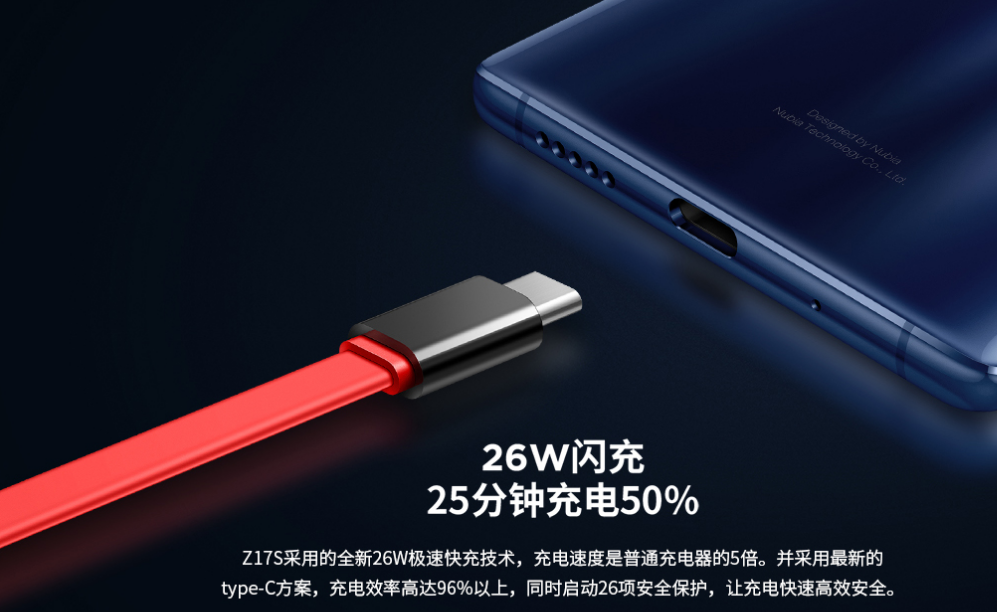 Designed by Nubia
Nubia Technology Co., Ltd.
26W闪充
25分钟充电50%
Z17S采用的全新26W极速快充技术，充电速度是普通充电器的5倍。并采用最新的
type-C方案，充电效率高达96%以上，同时启动26项安全保护，让充电快速高效安全。